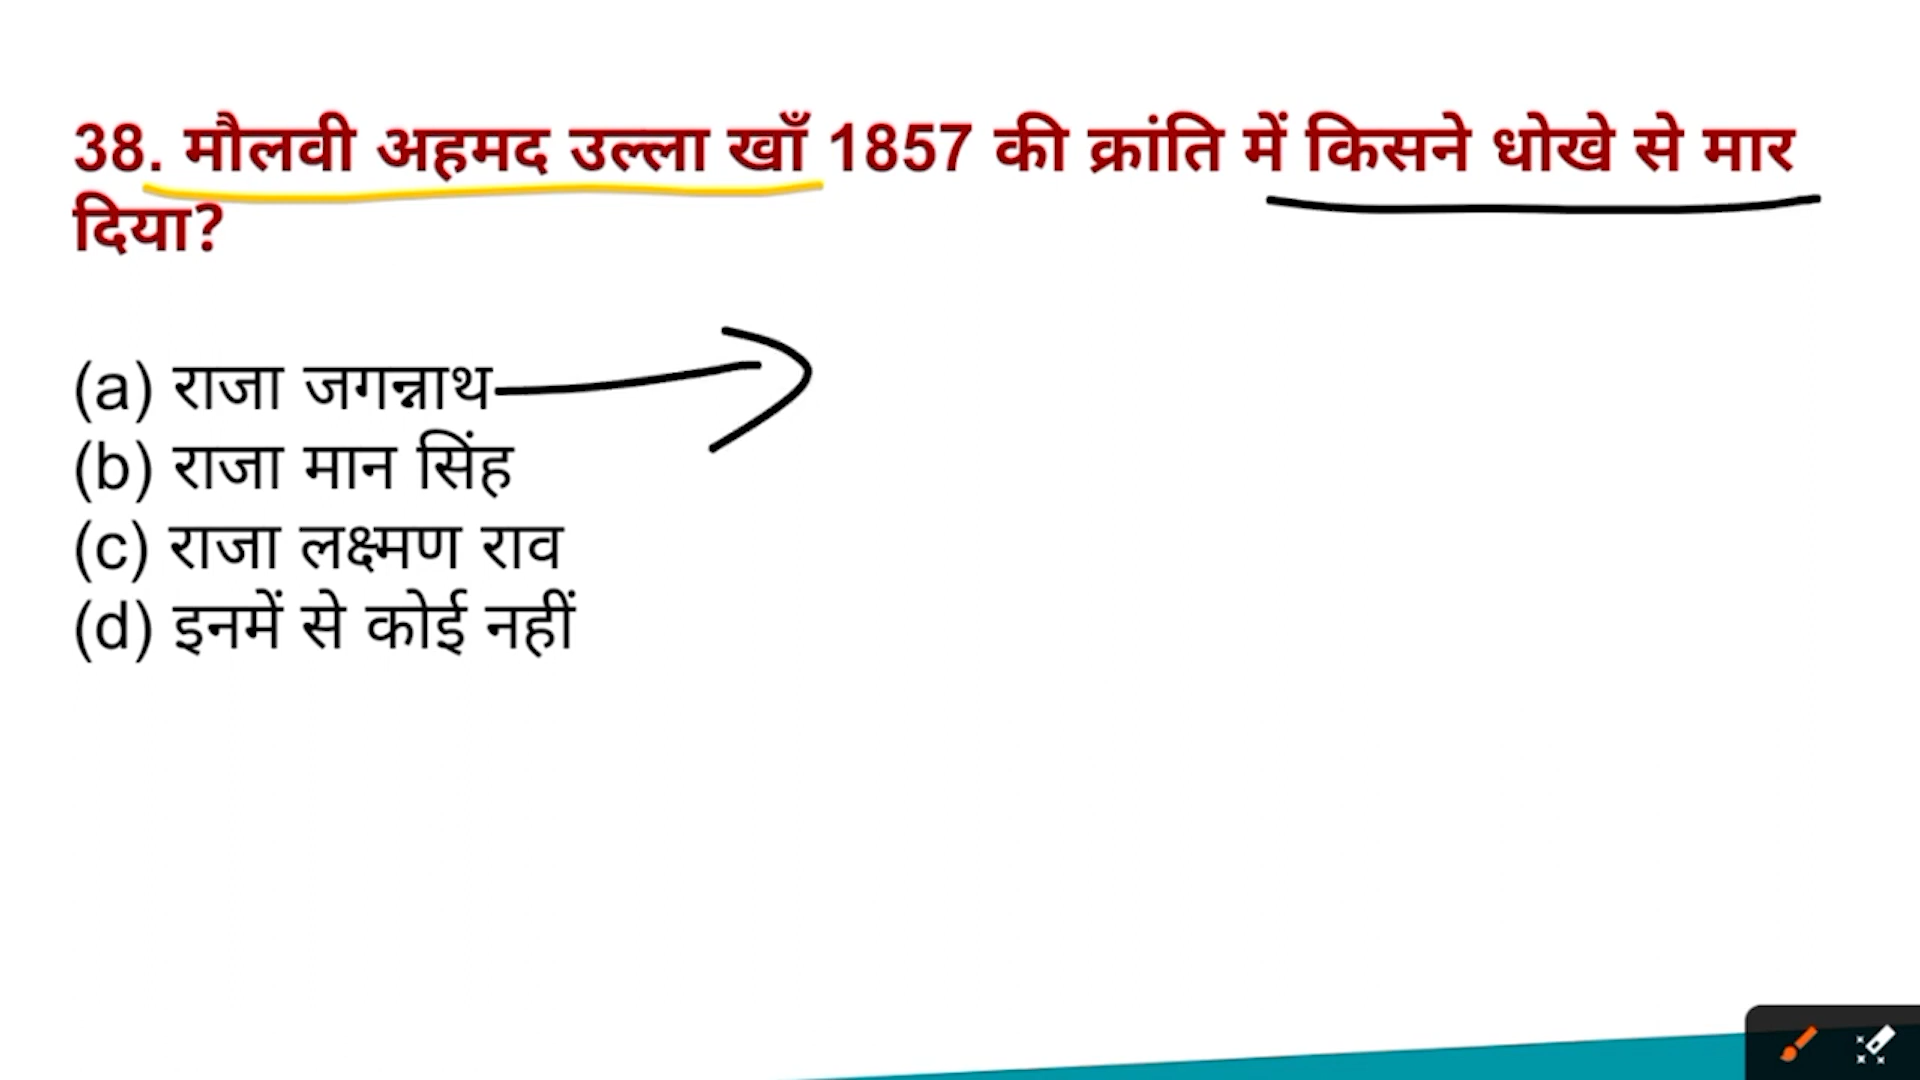 38. मौलवी अहमद उल्ला खाँ 1857 की क्रांति में किसने धोखे से मार
दिया?
(a) राजा जगन्नाथ
(b) राजा मान सिंह
(c) राजा लक्ष्मण राव
(d) इनमें से कोई नहीं